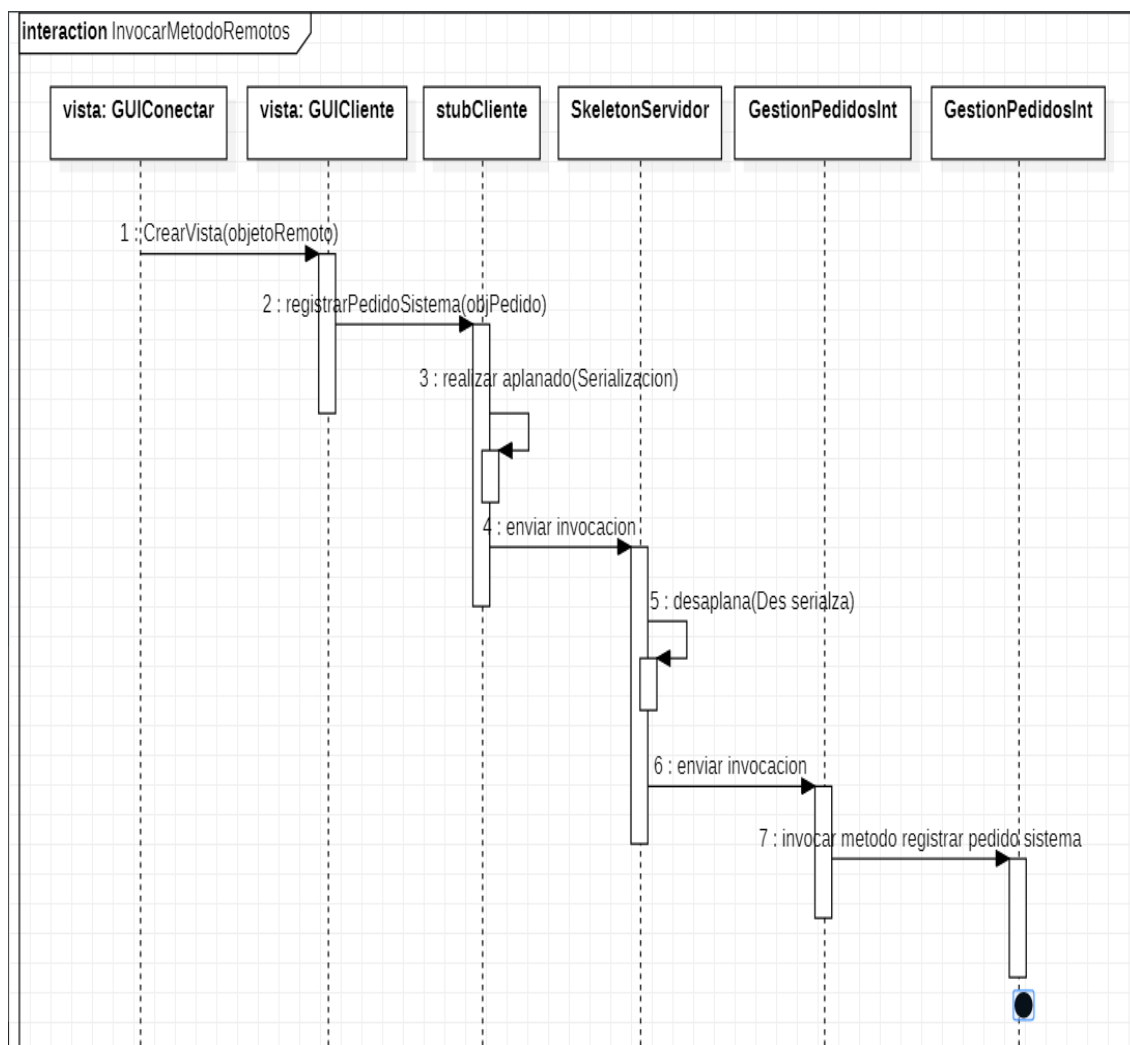 interaction InvocarMetodoRemotos
vista: GUIConectar
vista: GUICliente
stubCliente
SkeletonServidor
GestionPedidosInt
GestionPedidosInt
1 : CrearVista(objetoRemoto)
2 : registrarPedidoSistema(objPedido)
3 : realizar aplanado(Serializacion)
4 : enviar invocacion
5 : desaplana(Des serialza)
6 : enviar invocacion
7 : invocar metodo registrar pedido sistema